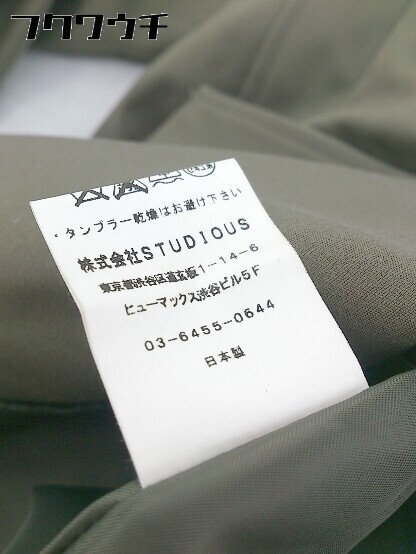 フクワウチ
・タンブラー乾燥はお避け下さい
株式会社STUDIOUS
東京都渋谷区道玄坂1-14-6
ヒューマックス渋谷ビル5F
03-6455-0644
日本製